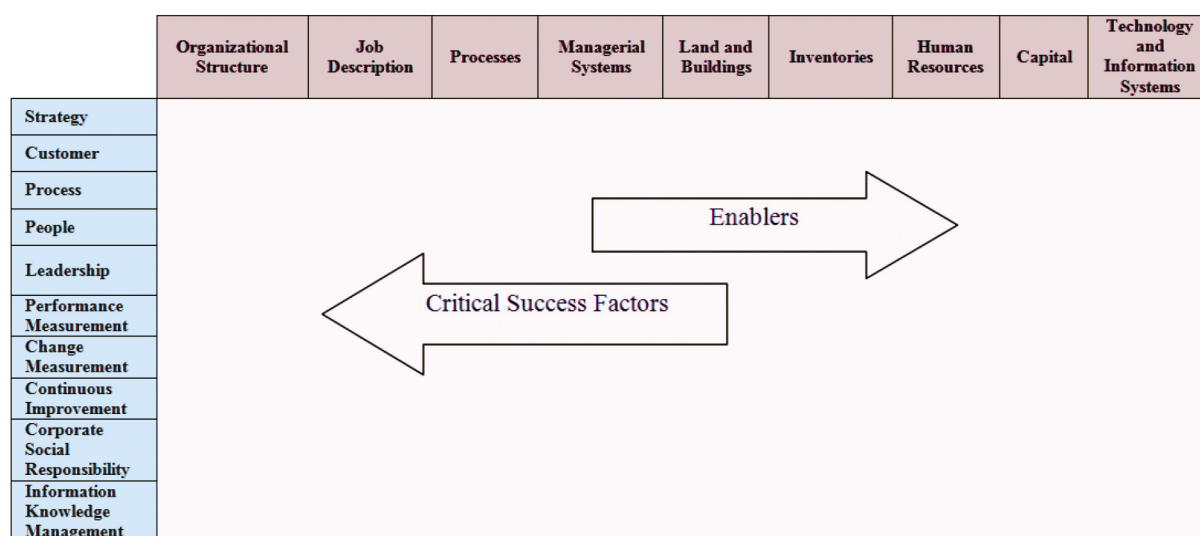 Organizational
Structure
Job
Description
Processes
Managerial
Systems
Land and
Buildings
Inventories
Human
Resources
Capital
Technology
and
Information
Systems
Strategy
Customer
Process
People
Leadership
Performance
Measurement
Change
Measurement
Continuous
Improvement
Corporate
Social
Responsibility
Information
Knowledge
Management
Enablers
Critical Success Factors